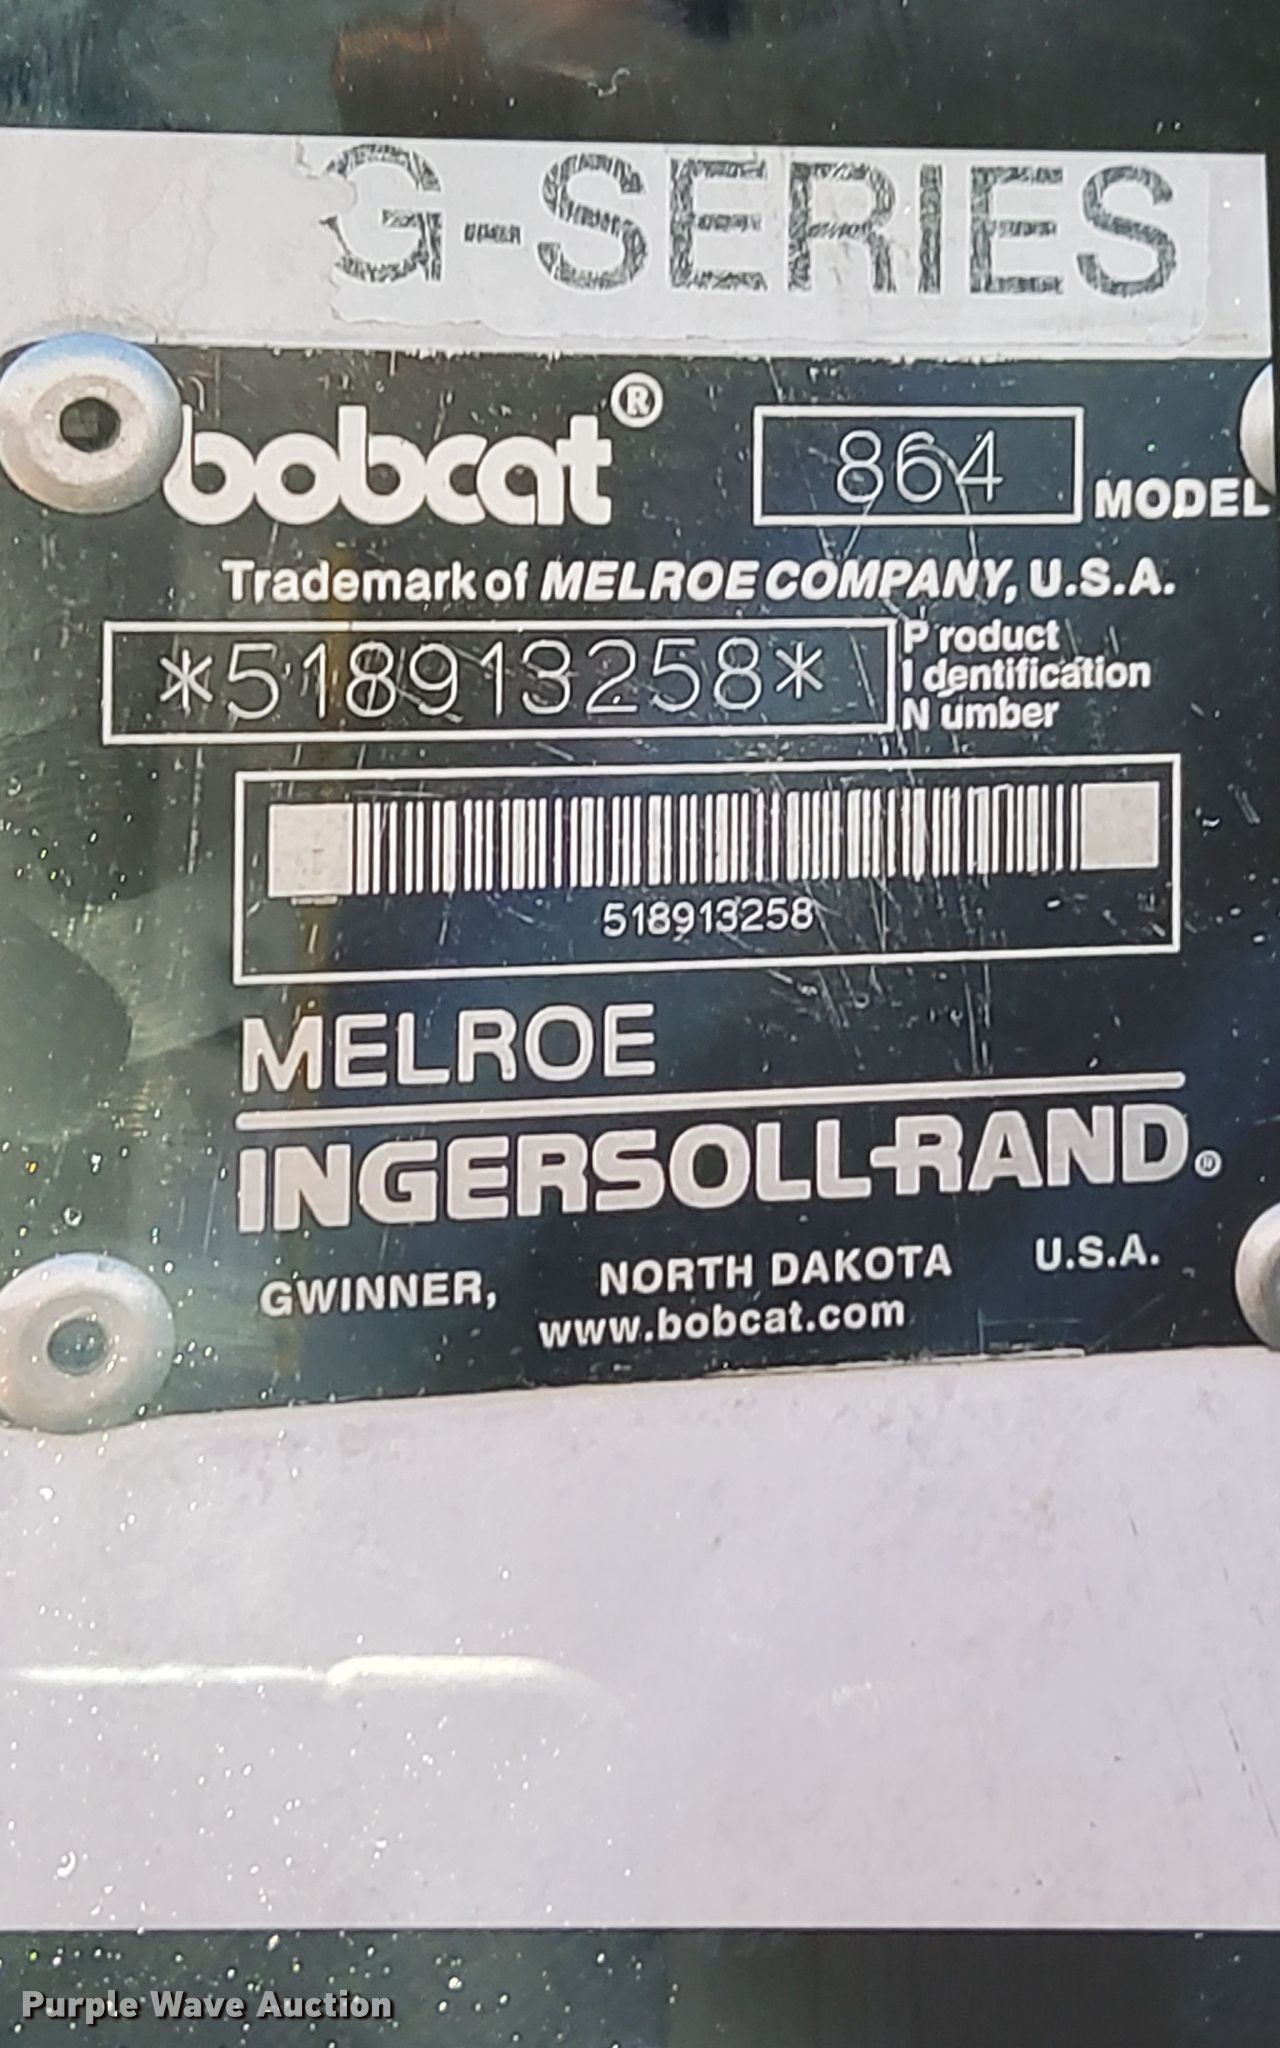 G-SERIES
bobcat®
864 MODEL
Trademark of MELROE COMPANY, U.S.A.
*518913258*
Product
Identification
Number
518913258
MELROE
INGERSOLL-RAND®
GWINNER, NORTH DAKOTA U.S.A.
www.bobcat.com
Purple Wave Auction